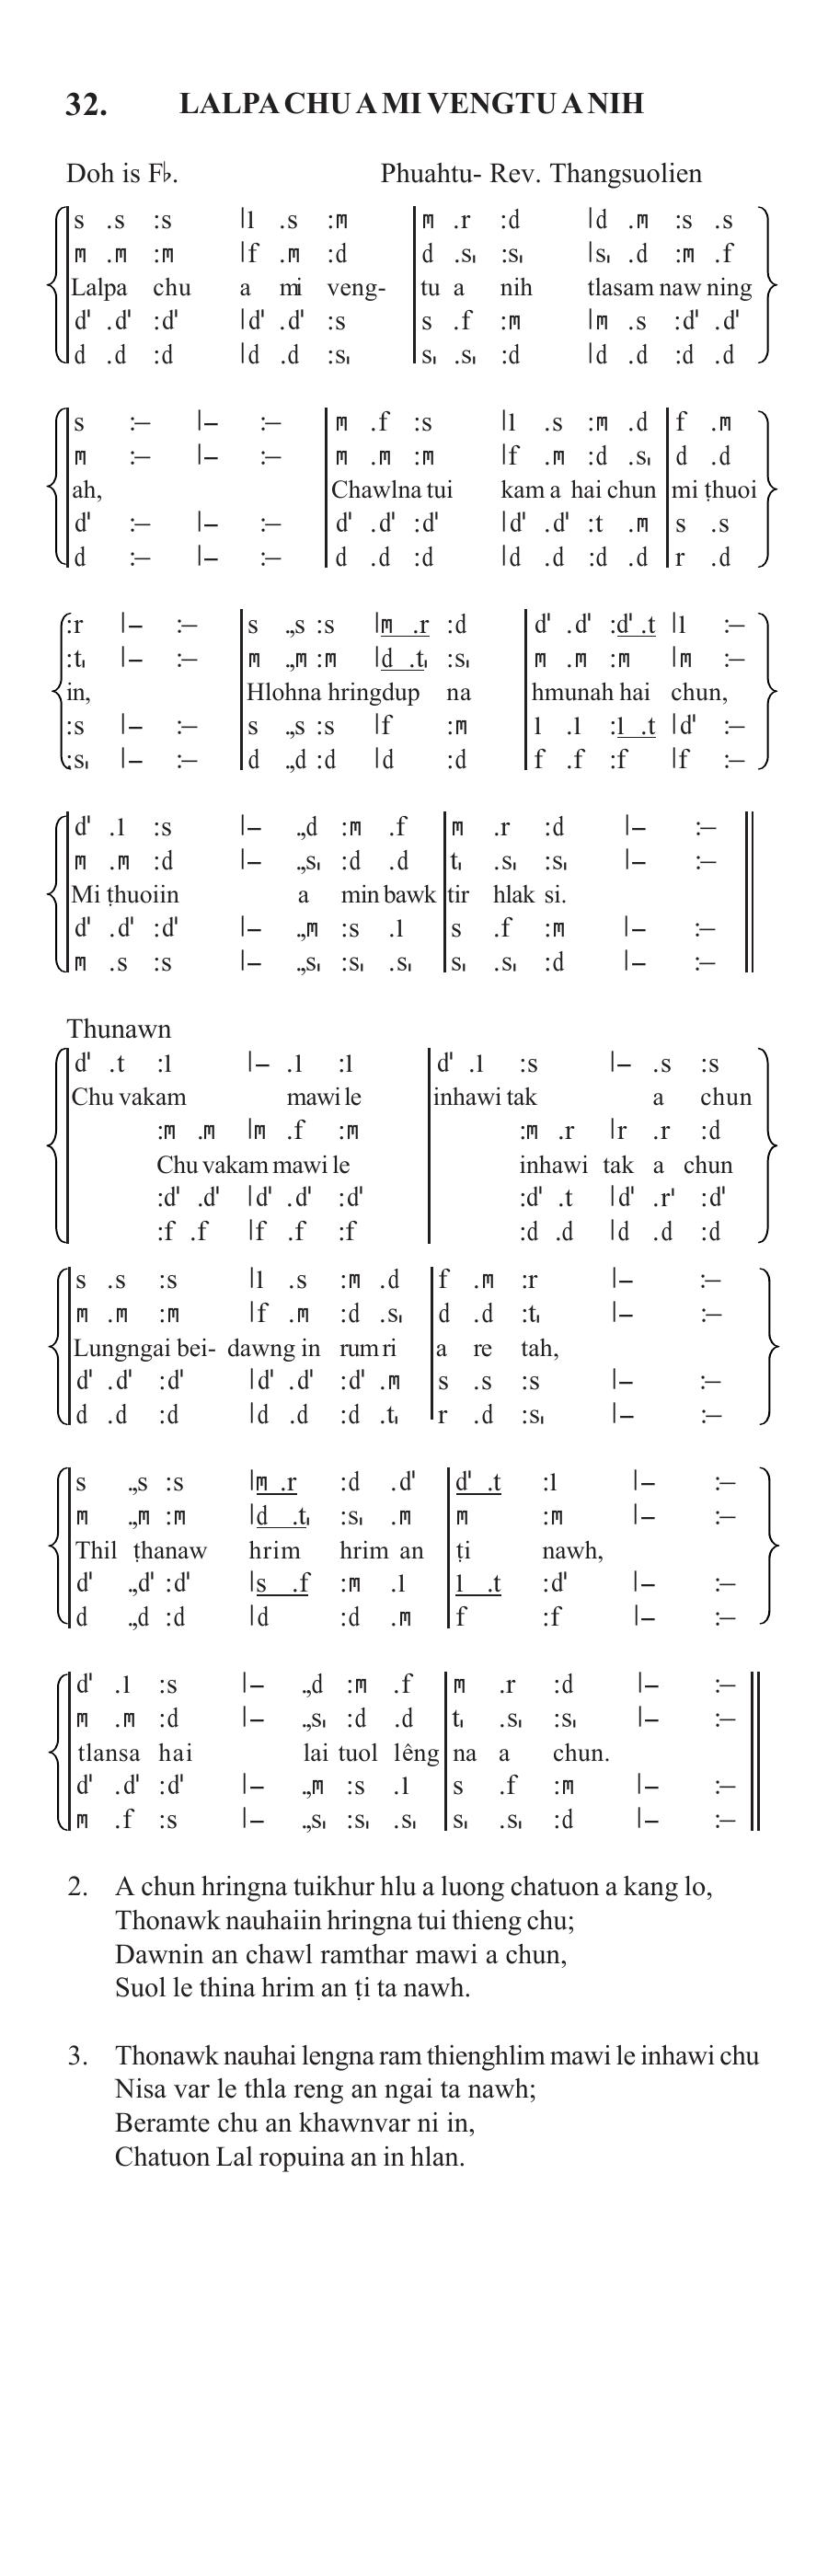 32. LALPA CHU A MI VENGTU A NIH
Doh is F♭. Phuahtu- Rev. Thangsuolien
s .s :s |l .s :m | m .r :d |d .m :s .s
m .m :m |f .m :d | d .s₁ :s₁ |s₁ .d :m .f
Lalpa chu a mi veng- tu a nih tlasam naw ning
d' .d' :d' |d' .d' :s | s .f :m |m .s :d' .d'
d .d :d |d .d :s₁ | s₁ .s₁ :d |d .d :d .d
s :– |– :– | m .f :s |l .s :m .d | f .m
m :– |– :– | m .m :m |f .m :d .s₁ | d .d
ah, Chawlna tui kam a hai chun mi ṭhuoi
d' :– |– :– | d' .d' :d' |d' .d' :t .m | s .s
d :– |– :– | d .d :d |d .d :d .d | r .d
:r |– :– | s .,s :s |m .r :d | d' .d' :d' .t |l :–
:t₁ |– :– | m .,m :m |d .t₁ :s₁ | m .m :m |m :–
in, Hlohna hringdup na hmunah hai chun,
:s |– :– | s .,s :s |f :m | l .l :l .t |d' :–
:s₁ |– :– | d .,d :d |d :d | f .f :f |f :–
d' .l :s |– .,d :m .f | m .r :d |– :–
m .m :d |– .,s₁ :d .d | t₁ .s₁ :s₁ |– :–
Mi ṭhuoiin a min bawk tir hlak si.
d' .d' :d' |– .,m :s .l | s .f :m |– :–
m .s :s |– .,s₁ :s₁ .s₁ | s₁ .s₁ :d |– :–
Thunawn
d' .t :l |– .l :l | d' .l :s |– .s :s
Chu vakam mawi le inhawi tak a chun
:m .m |m .f :m :m .r |r .r :d
Chu vakam mawi le inhawi tak a chun
:d' .d' |d' .d' :d' :d' .t |d' .r' :d'
:f .f |f .f :f :d .d |d .d :d
s .s :s |l .s :m .d | f .m :r |– :–
m .m :m |f .m :d .s₁ | d .d :t₁ |– :–
Lungngai bei- dawng in rum ri a re tah,
d' .d' :d' |d' .d' :d' .m | s .s :s |– :–
d .d :d |d .d :d .t₁ | r .d :s₁ |– :–
s .,s :s |m .r :d .d' | d' .t :l |– :–
m .,m :m |d .t₁ :s₁ .m | m :m |– :–
Thil ṭhanaw hrim hrim an ṭi nawh,
d' .,d' :d' |s .f :m .l | l .t :d' |– :–
d .,d :d |d :d .m | f :f |– :–
d' .l :s |– .,d :m .f | m .r :d |– :–
m .m :d |– .,s₁ :d .d | t₁ .s₁ :s₁ |– :–
tlansa hai lai tuol lêng na a chun.
d' .d' :d' |– .,m :s .l | s .f :m |– :–
m .f :s |– .,s₁ :s₁ .s₁ | s₁ .s₁ :d |– :–
2. A chun hringna tuikhur hlu a luong chatuon a kang lo,
Thonawk nauhaiin hringna tui thieng chu;
Dawnin an chawl ramthar mawi a chun,
Suol le thina hrim an ṭi ta nawh.
3. Thonawk nauhai lengna ram thienghlim mawi le inhawi chu
Nisa var le thla reng an ngai ta nawh;
Beramte chu an khawnvar ni in,
Chatuon Lal ropuina an in hlan.